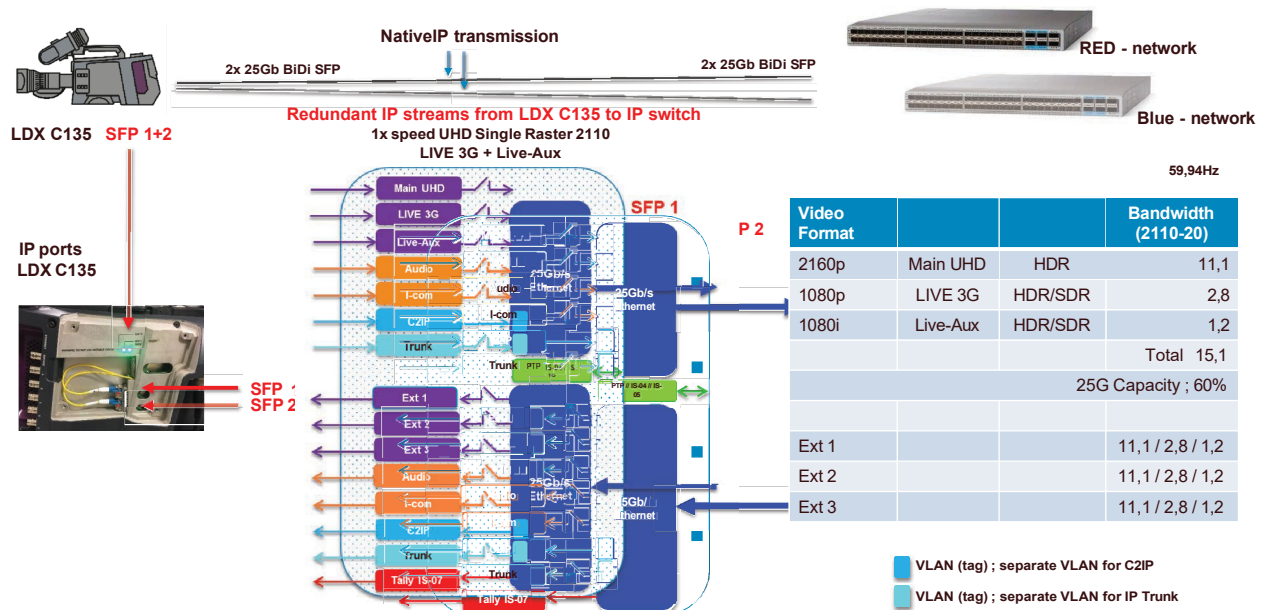 NativeIP transmission
2x 25Gb BiDi SFP
2x 25Gb BiDi SFP
RED - network
Blue - network
Redundant IP streams from LDX C135 to IP switch
LDX C135 SFP 1+2
1x speed UHD Single Raster 2110
LIVE 3G + Live-Aux
59,94Hz
IP ports
LDX C135
SFP
SFP 2
Main UHD
LIVE 3G
Live-Aux
Audio
I-com
C2IP
Trunk
SFP 1
P 2
25Gb/s
Ethernet
25Gb/s
thernet
udio
I-com
Trunk
PTP
PTP // IS-04 // IS-
05
Ext 1
Ext 2
Ext 3
Audio
I-com
C2IP
Trunk
Tally IS-07
25Gb/s
Ethernet
5Gb/
thernet
Trunk
Tally IS-07
Video Format Bandwidth (2110-20)
2160p Main UHD HDR 11,1
1080p LIVE 3G HDR/SDR 2,8
1080i Live-Aux HDR/SDR 1,2
Total 15,1
25G Capacity ; 60%
Ext 1 11,1 / 2,8 / 1,2
Ext 2 11,1 / 2,8 / 1,2
Ext 3 11,1 / 2,8 / 1,2
VLAN (tag) ; separate VLAN for C2IP
VLAN (tag) ; separate VLAN for IP Trunk